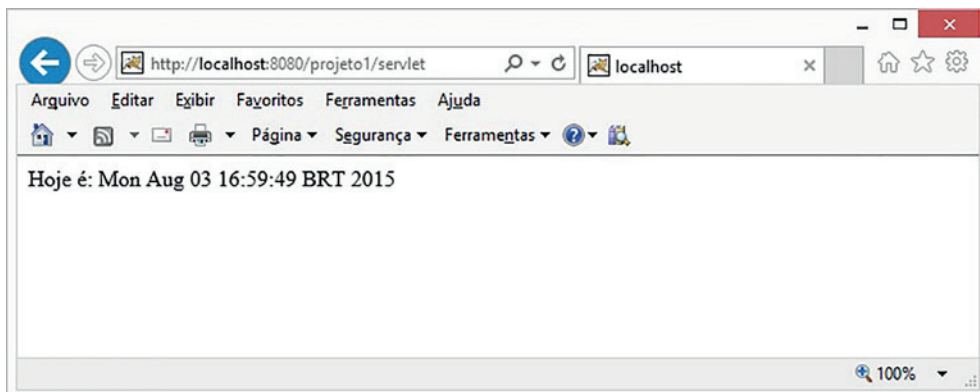 http://localhost:8080/projeto1/servlet
localhost
Arquivo Editar Exibir Favoritos Ferramentas Ajuda
Página Segurança Ferramentas
Hoje é: Mon Aug 03 16:59:49 BRT 2015
100%